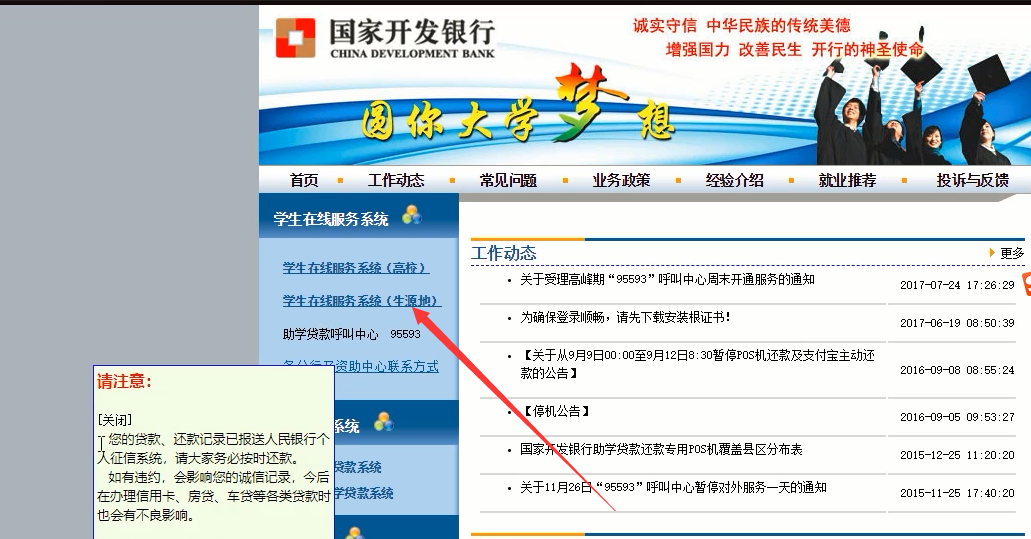 国家开发银行
CHINA DEVELOPMENT BANK
诚实守信 中华民族的传统美德
增强国力 改善民生 开行的神圣使命
圆你大学梦想
首页 工作动态 常见问题 业务政策 经验介绍 就业推荐 投诉与反馈
学生在线服务系统
学生在线服务系统（高校）
学生在线服务系统（生源地）
助学贷款呼叫中心 95593
资助中心联系方式
系统
贷款系统
学贷款系统
请注意：
[关闭]
您的贷款、还款记录已报送人民银行个
人征信系统，请大家务必按时还款。
如有违约，会影响您的诚信记录，今后
在办理信用卡、房贷、车贷等各类贷款时
也会有不良影响。
工作动态 更多
关于受理高峰期“95593”呼叫中心周末开通服务的通知 2017-07-24 17:26:29
为确保登录顺畅，请先下载安装根证书！ 2017-06-19 08:50:39
【关于从9月9日00:00至9月12日8:30暂停POS机还款及支付宝主动还
款的公告】 2016-09-08 08:55:24
【停机公告】 2016-09-05 09:53:27
国家开发银行助学贷款还款专用POS机覆盖县区分布表 2015-12-25 11:20:20
关于11月26日“95593”呼叫中心暂停对外服务一天的通知 2015-11-25 17:40:20